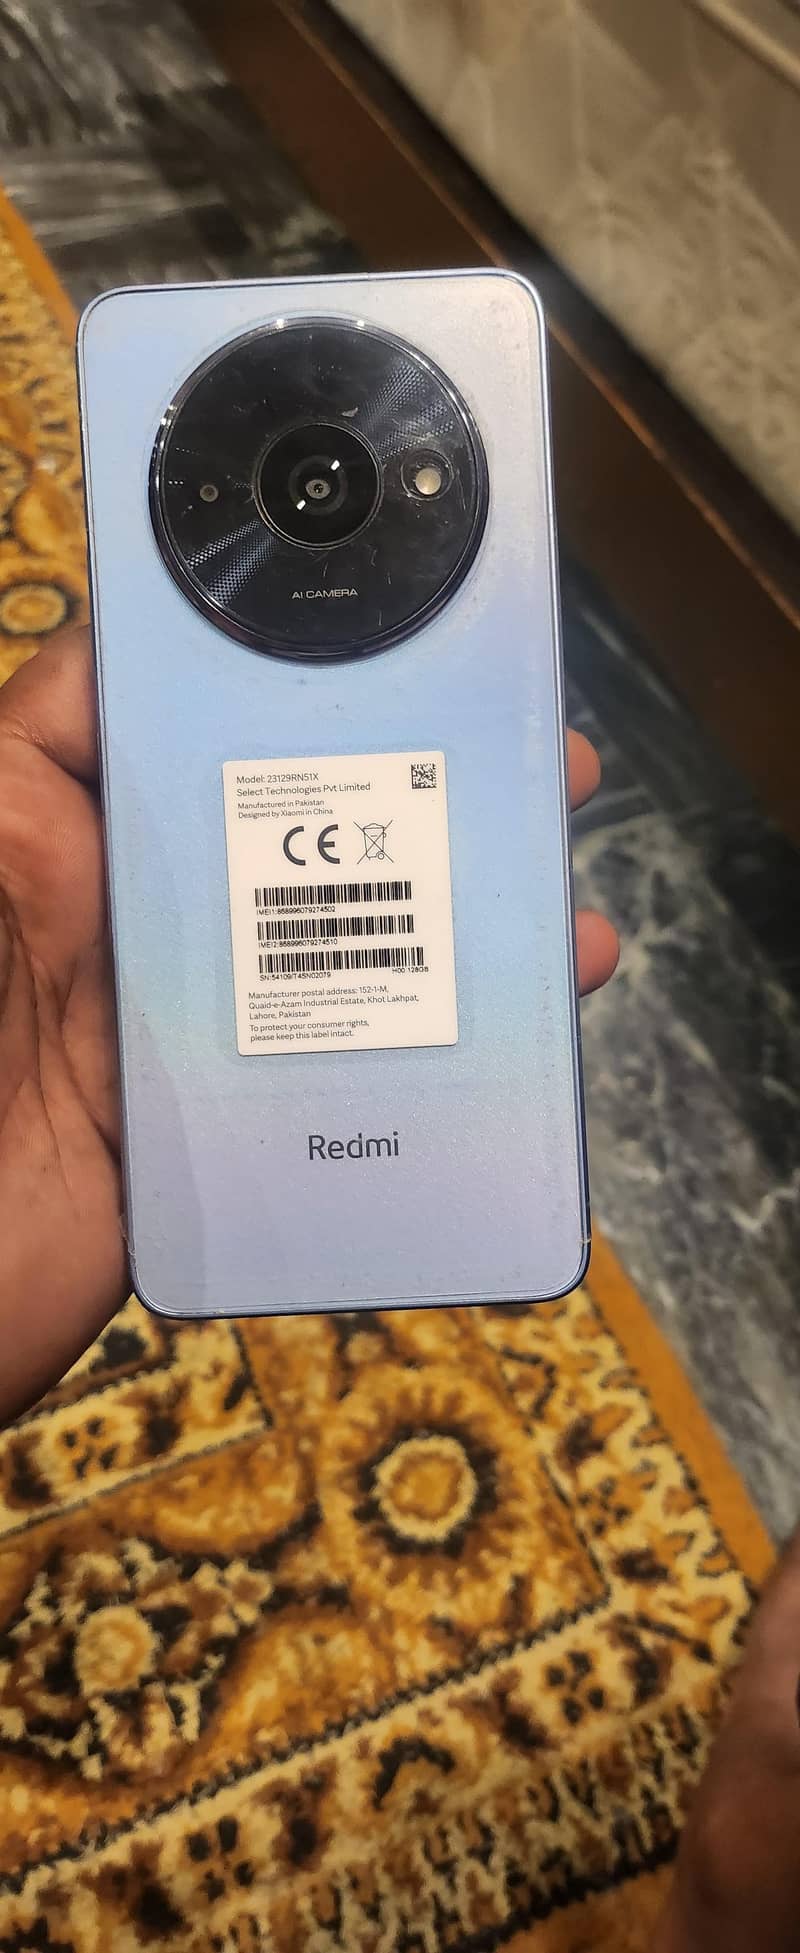 AI CAMERA
Model: 23129RN51X
Select Technologies Pvt Limited
Manufactured in Pakistan
Designed by Xiaomi in China
CE
IMEI1:868996079274502
IMEI2:868996079274510
SN:54109/T4SN02079 H00 128GB
Manufacturer postal address: 152-1-M,
Quaid-e-Azam Industrial Estate, Khot Lakhpat,
Lahore, Pakistan
To protect your consumer rights,
please keep this label intact.
Redmi